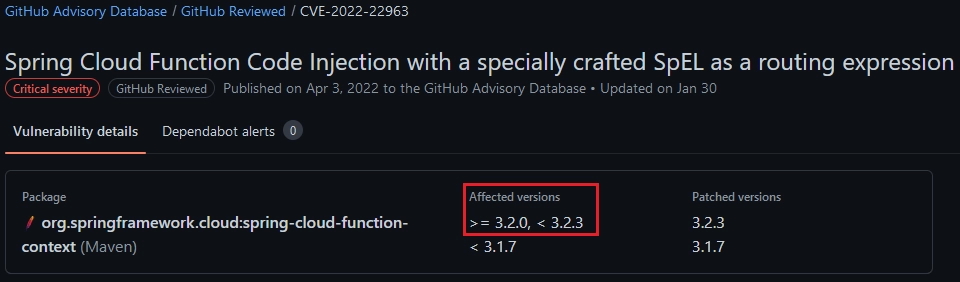 GitHub Advisory Database / GitHub Reviewed / CVE-2022-22963
Spring Cloud Function Code Injection with a specially crafted SpEL as a routing expression
Critical severity GitHub Reviewed Published on Apr 3, 2022 to the GitHub Advisory Database • Updated on Jan 30
Vulnerability details Dependabot alerts 0
Package Affected versions Patched versions
org.springframework.cloud:spring-cloud-function- >= 3.2.0, < 3.2.3 3.2.3
context (Maven) < 3.1.7 3.1.7